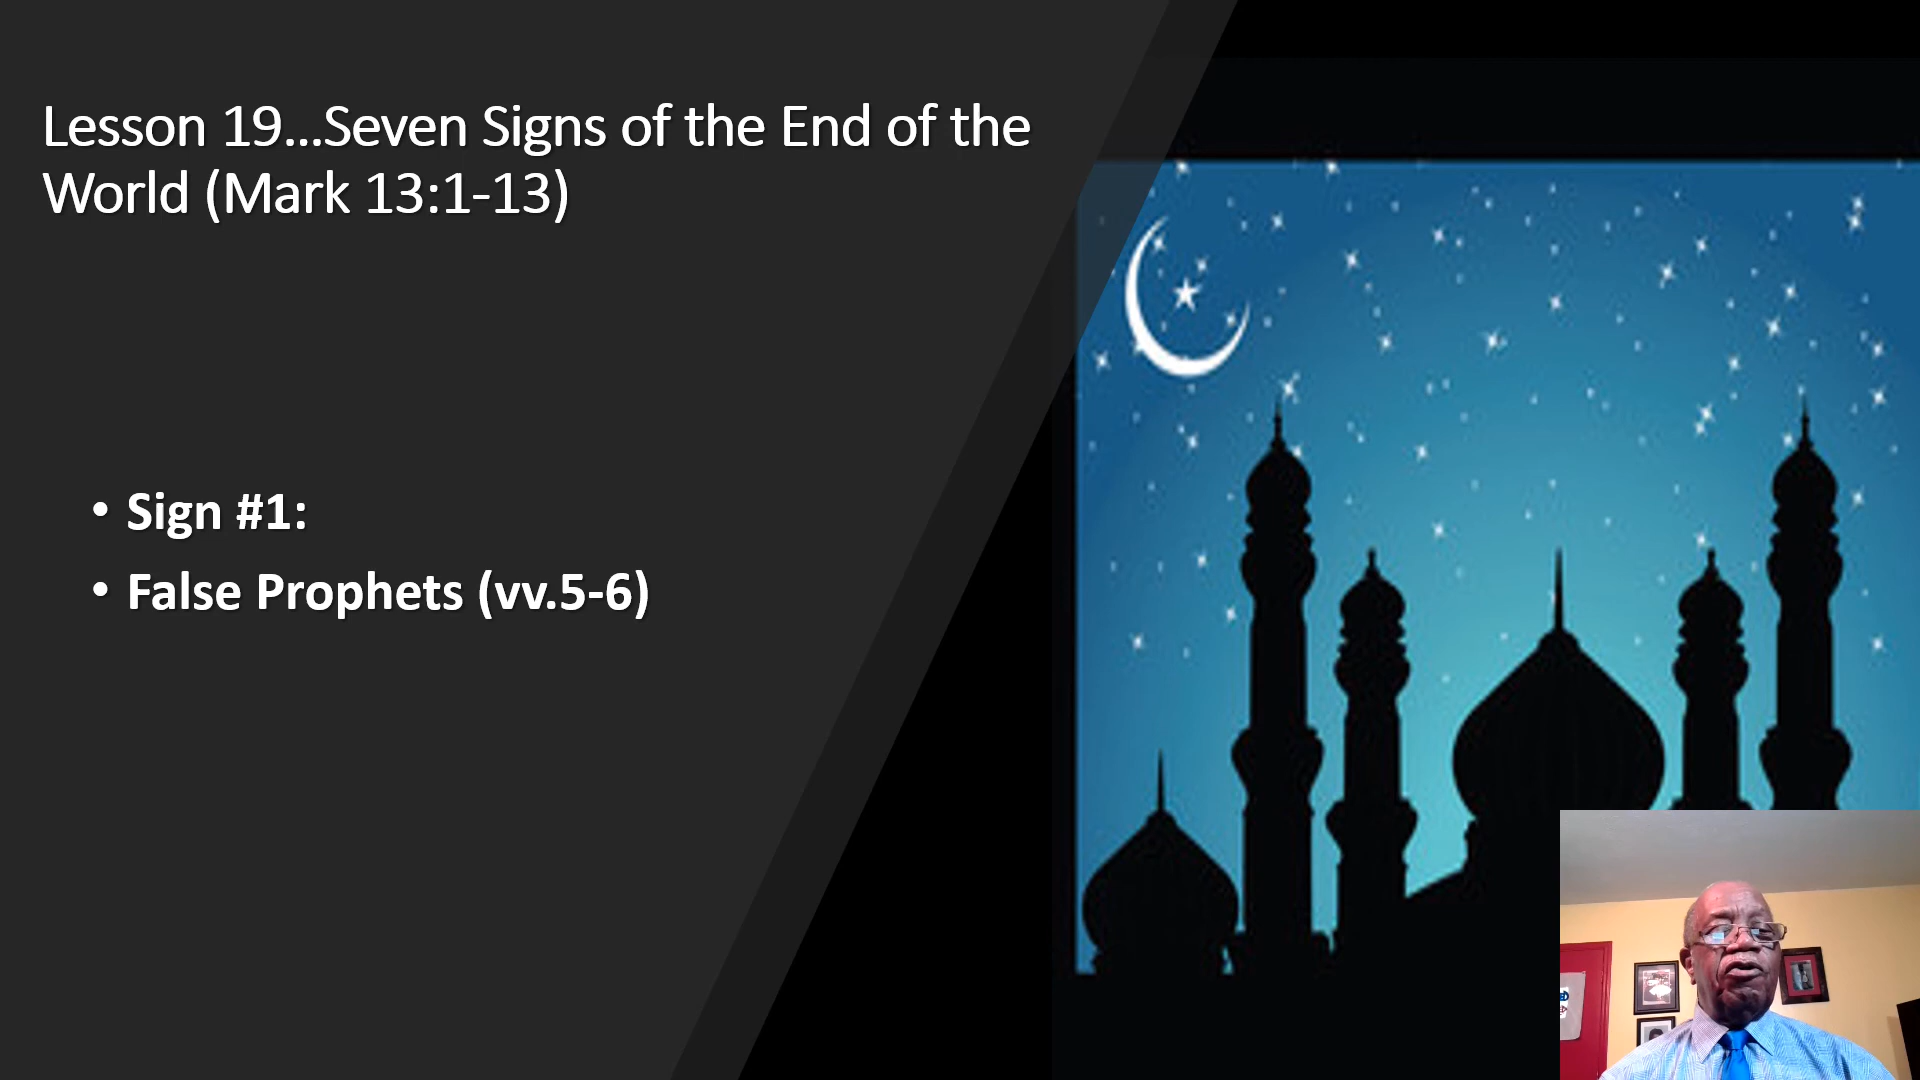 Lesson 19...Seven Signs of the End of the
World (Mark 13:1-13)
• Sign #1:
• False Prophets (vv.5-6)